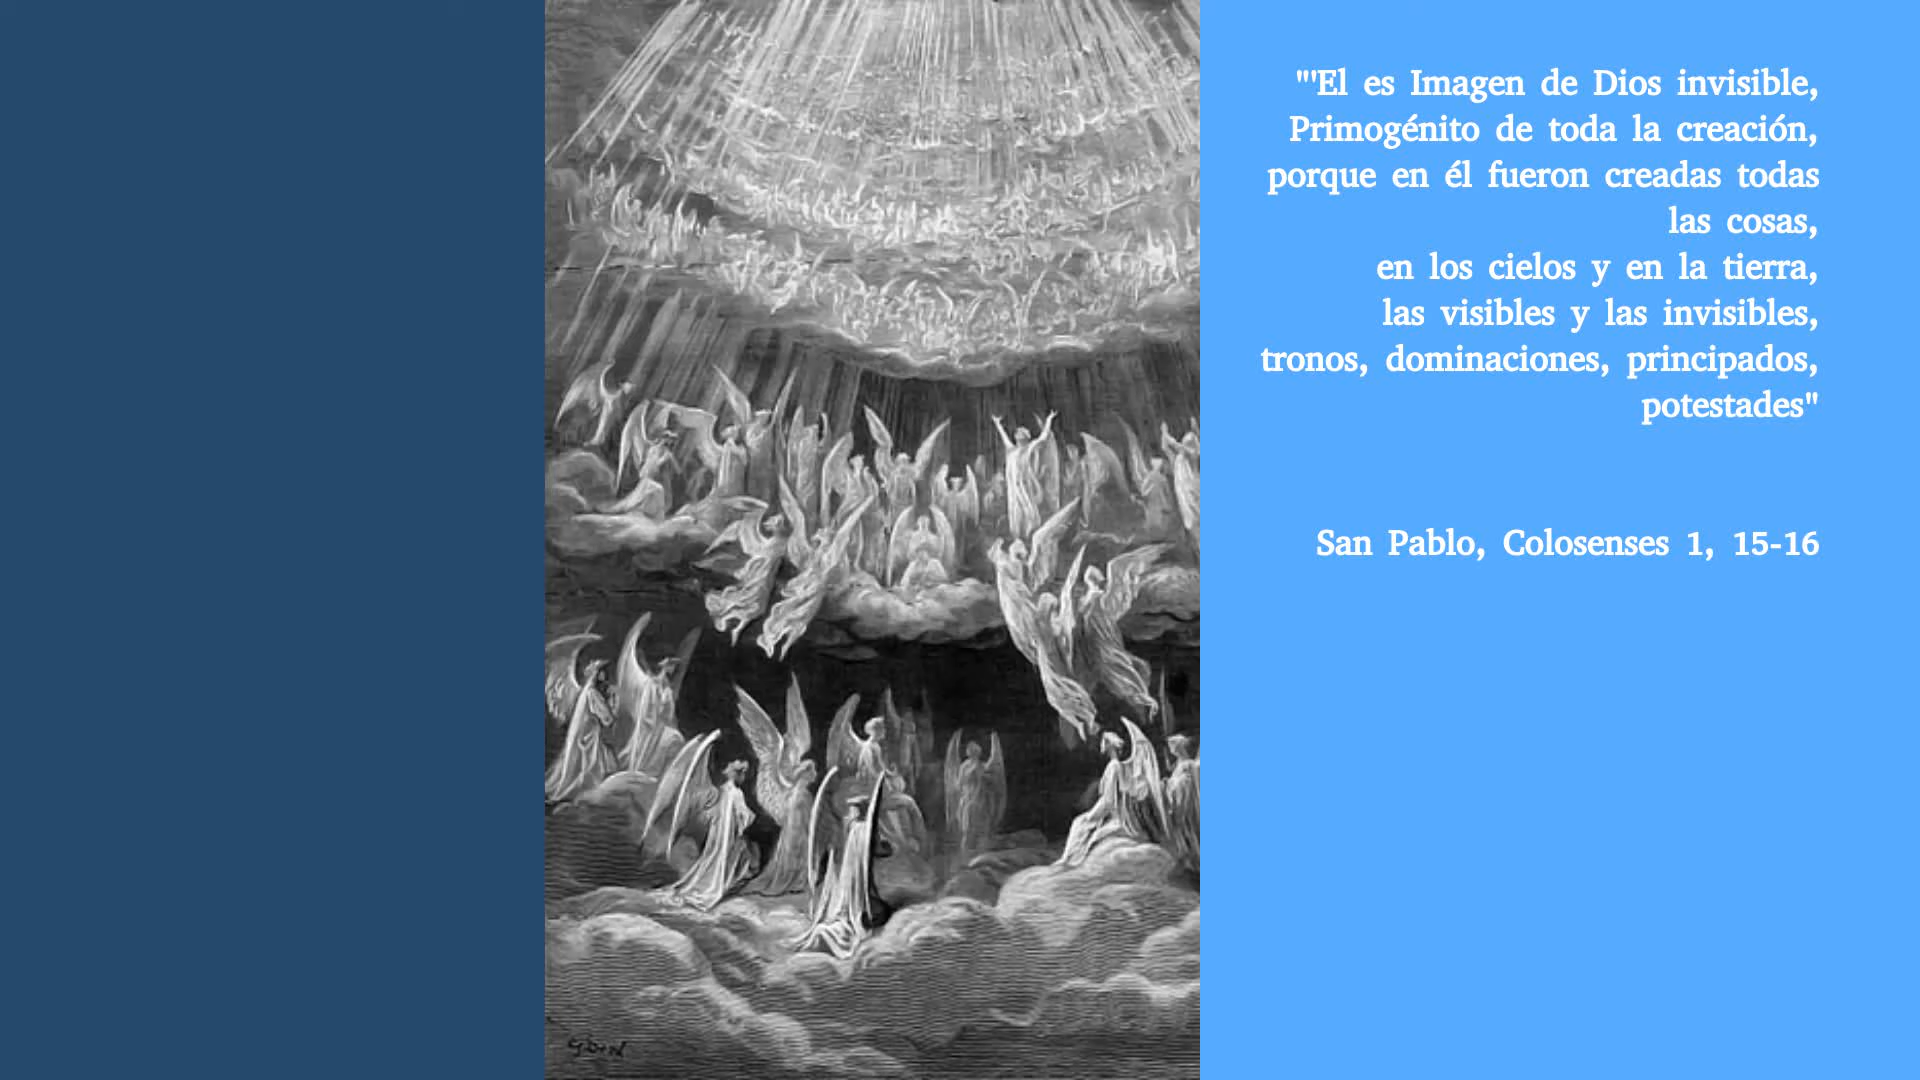 "'El es Imagen de Dios invisible,
Primogénito de toda la creación,
porque en él fueron creadas todas
las cosas,
en los cielos y en la tierra,
las visibles y las invisibles,
tronos, dominaciones, principados,
potestades"
San Pablo, Colosenses 1, 15-16